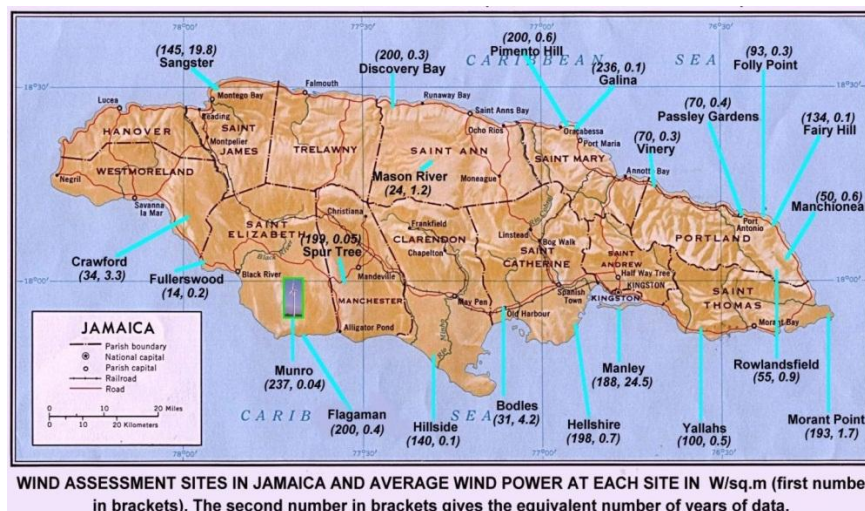 78°00'
77°30'
77°00'
(145, 19.8)
Sangster
(200, 0.3)
Discovery Bay
(200, 0.6)
Pimento Hill
(236, 0.1)
Galina
(93, 0.3)
Folly Point
CARIBBEAN SEA
18°30'
Lucea
Montego Bay
Falmouth
Runaway Bay
Saint Anns Bay
Ocho Rios
Oracabessa
Port Maria
(70, 0.4)
Passley Gardens
(134, 0.1)
Fairy Hill
HANOVER
Reading
SAINT
JAMES
Montpelier
TRELAWNY
SAINT ANN
SAINT MARY
(70, 0.3)
Vinery
Annotto Bay
(50, 0.6)
Manchionea
WESTMORELAND
Negril
Savanna
la Mar
Mason River
(24, 1.2)
Moneague
Port
Antonio
PORTLAND
SAINT
ELIZABETH
Christiana
Frankfield
CLARENDON
Chapelton
Linstead
Bog Walk
SAINT
CATHERINE
SAINT
ANDREW
Half Way Tree
KINGSTON
KINGSTON
Crawford
(34, 3.3)
Fullerswood
(14, 0.2)
(199, 0.05)
Spur Tree
Black River
Black River
Mandeville
MANCHESTER
Alligator Pond
May Pen
Rio Minho
Old Harbour
Spanish
Town
SAINT
THOMAS
Morant Bay
18°00'
JAMAICA
Parish boundary
National capital
Parish capital
Railroad
Road
0 10 20 Miles
0 10 20 Kilometers
Munro
(237, 0.04)
Flagaman
(200, 0.4)
CARIB SEA
Hillside
(140, 0.1)
Bodles
(31, 4.2)
Hellshire
(198, 0.7)
Manley
(188, 24.5)
Yallahs
(100, 0.5)
Rowlandsfield
(55, 0.9)
Morant Point
(193, 1.7)
78°00'
77°30'
77°00'
WIND ASSESSMENT SITES IN JAMAICA AND AVERAGE WIND POWER AT EACH SITE IN W/sq.m (first numbe
in brackets). The second number in brackets gives the equivalent number of years of data.